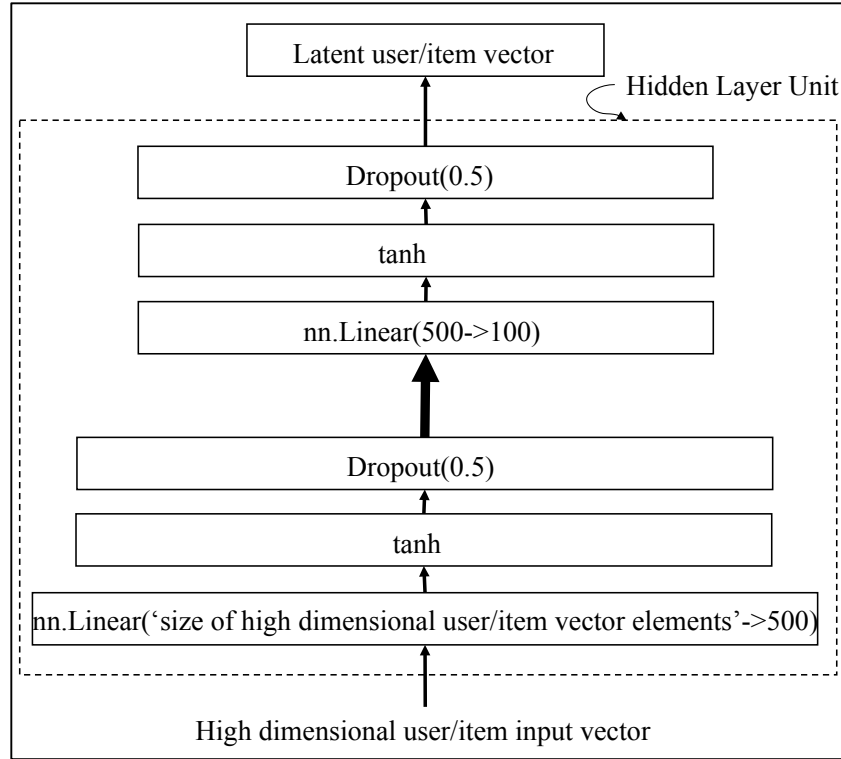 Latent user/item vector
Hidden Layer Unit
Dropout(0.5)
tanh
nn.Linear(500->100)
Dropout(0.5)
tanh
nn.Linear(‘size of high dimensional user/item vector elements’->500)
High dimensional user/item input vector